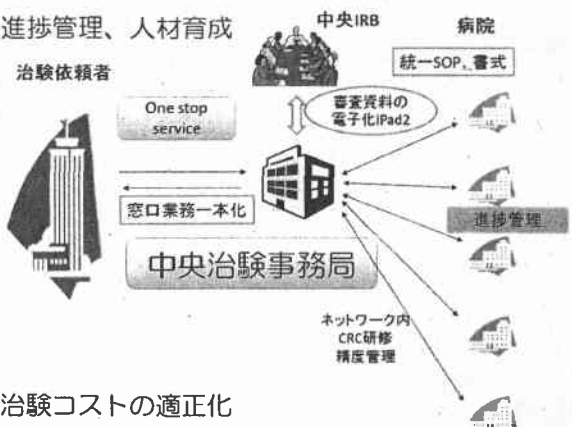 進捗管理、人材育成
中央IRB
病院
治験依頼者
統一SOP、書式
One stop
service
審査資料の
電子化iPad2
窓口業務一本化
進捗管理
中央治験事務局
ネットワーク内
CRC研修
精度管理
治験コストの適正化